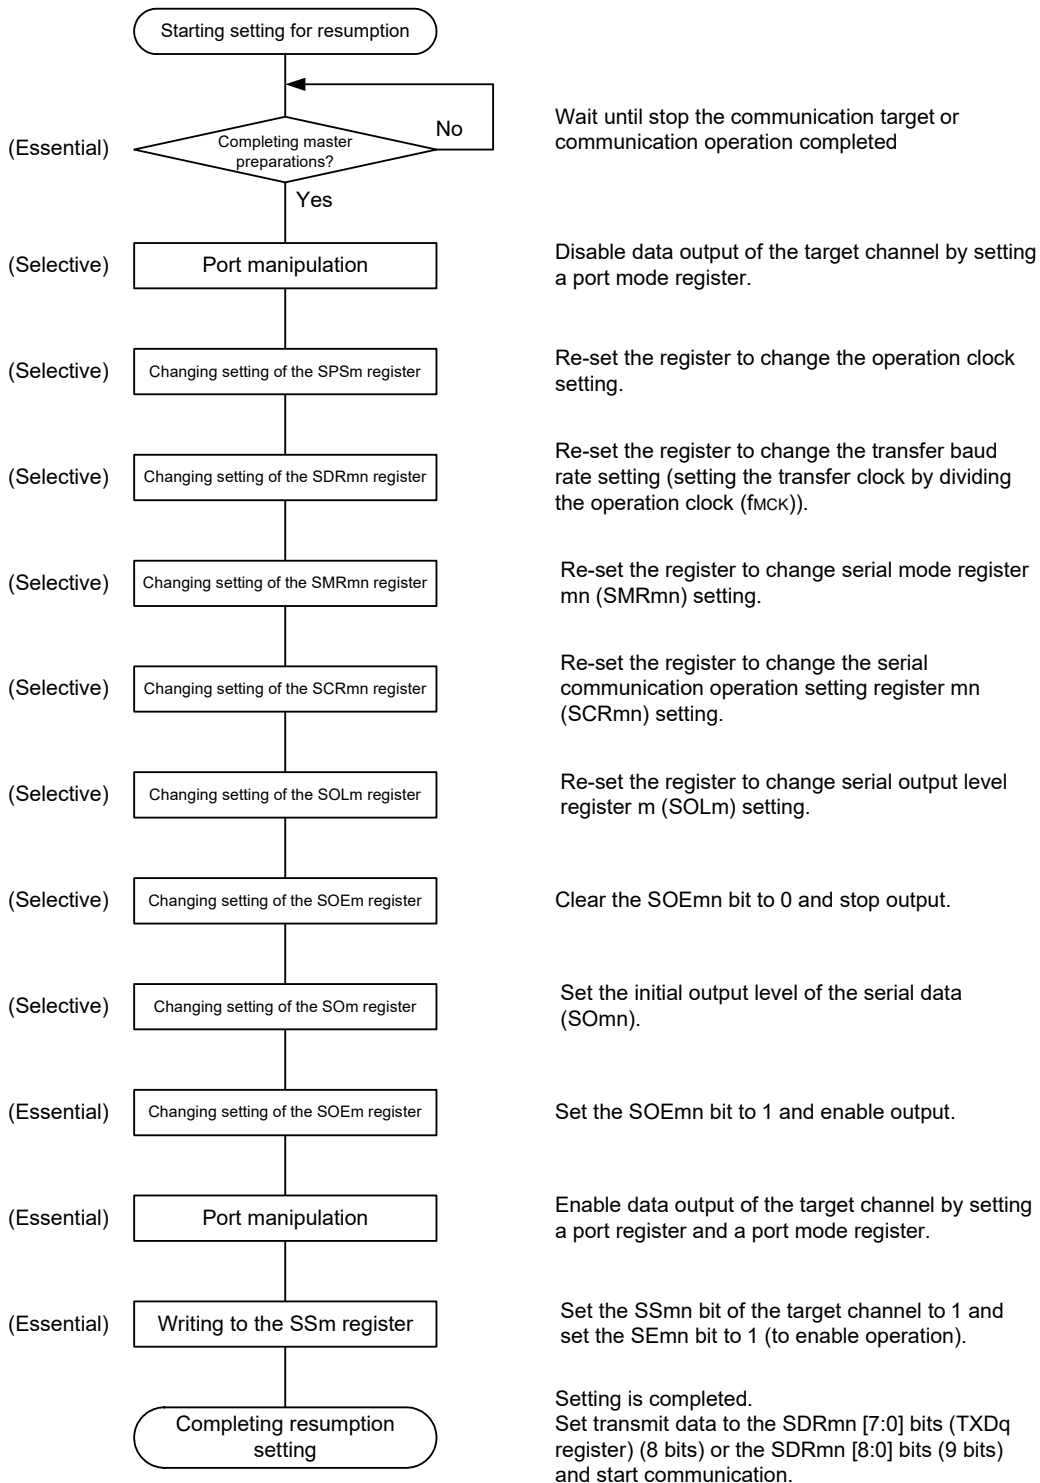 Starting setting for resumption
(Essential)
Completing master
preparations?
No
Yes
Wait until stop the communication target or
communication operation completed
(Selective)
Port manipulation
Disable data output of the target channel by setting
a port mode register.
(Selective)
Changing setting of the SPSm register
Re-set the register to change the operation clock
setting.
(Selective)
Changing setting of the SDRmn register
Re-set the register to change the transfer baud
rate setting (setting the transfer clock by dividing
the operation clock (fMCK)).
(Selective)
Changing setting of the SMRmn register
Re-set the register to change serial mode register
mn (SMRmn) setting.
(Selective)
Changing setting of the SCRmn register
Re-set the register to change the serial
communication operation setting register mn
(SCRmn) setting.
(Selective)
Changing setting of the SOLm register
Re-set the register to change serial output level
register m (SOLm) setting.
(Selective)
Changing setting of the SOEm register
Clear the SOEmn bit to 0 and stop output.
(Selective)
Changing setting of the SOm register
Set the initial output level of the serial data
(SOmn).
(Essential)
Changing setting of the SOEm register
Set the SOEmn bit to 1 and enable output.
(Essential)
Port manipulation
Enable data output of the target channel by setting
a port register and a port mode register.
(Essential)
Writing to the SSm register
Set the SSmn bit of the target channel to 1 and
set the SEmn bit to 1 (to enable operation).
Completing resumption
setting
Setting is completed.
Set transmit data to the SDRmn [7:0] bits (TXDq
register) (8 bits) or the SDRmn [8:0] bits (9 bits)
and start communication.